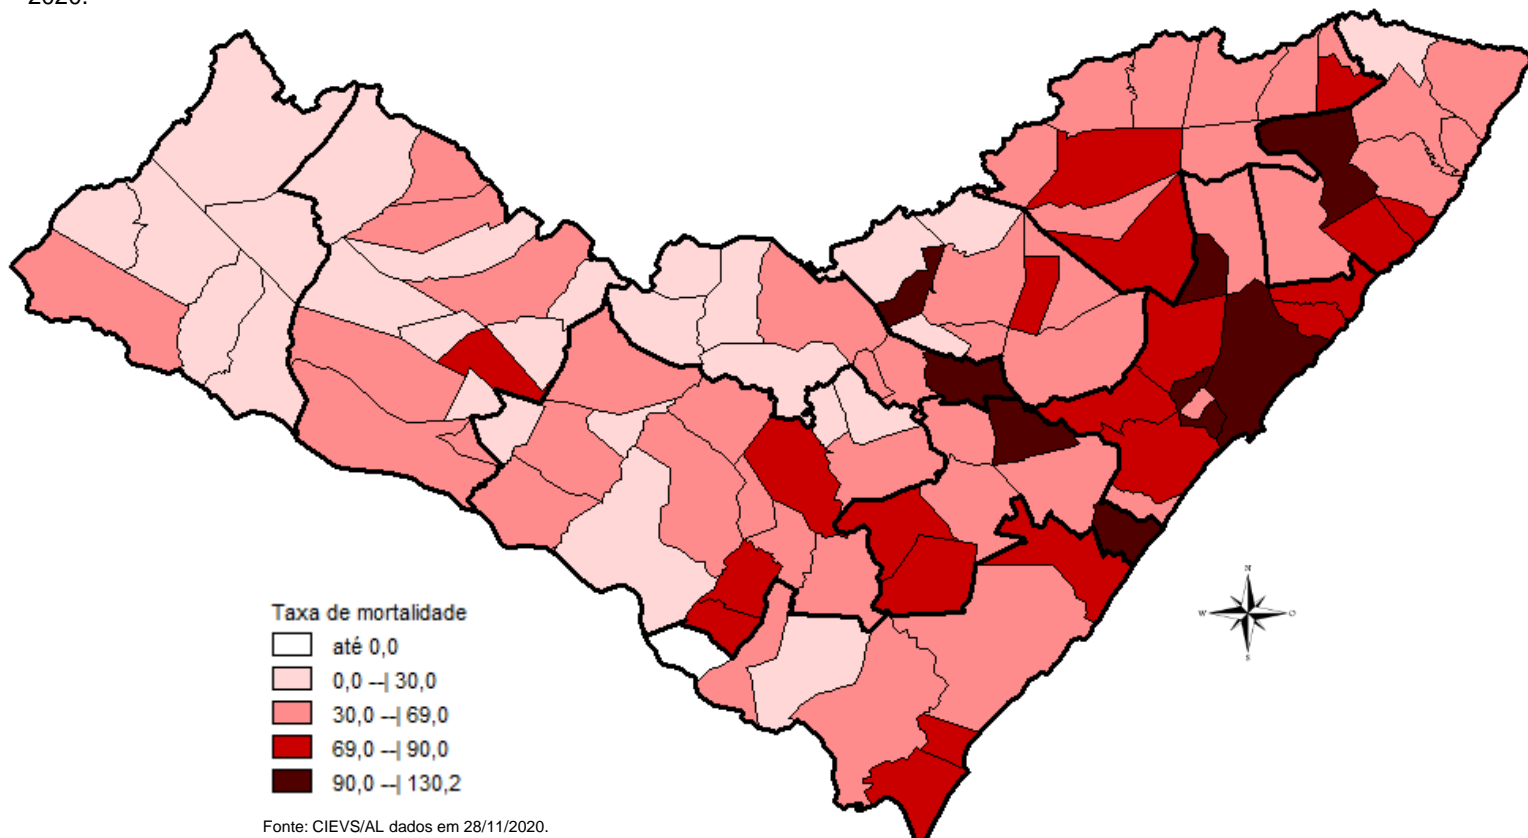 2020.
N
W
O
S
Taxa de mortalidade
até 0,0
0,0 --| 30,0
30,0 --| 69,0
69,0 --| 90,0
90,0 --| 130,2
Fonte: CIEVS/AL dados em 28/11/2020.